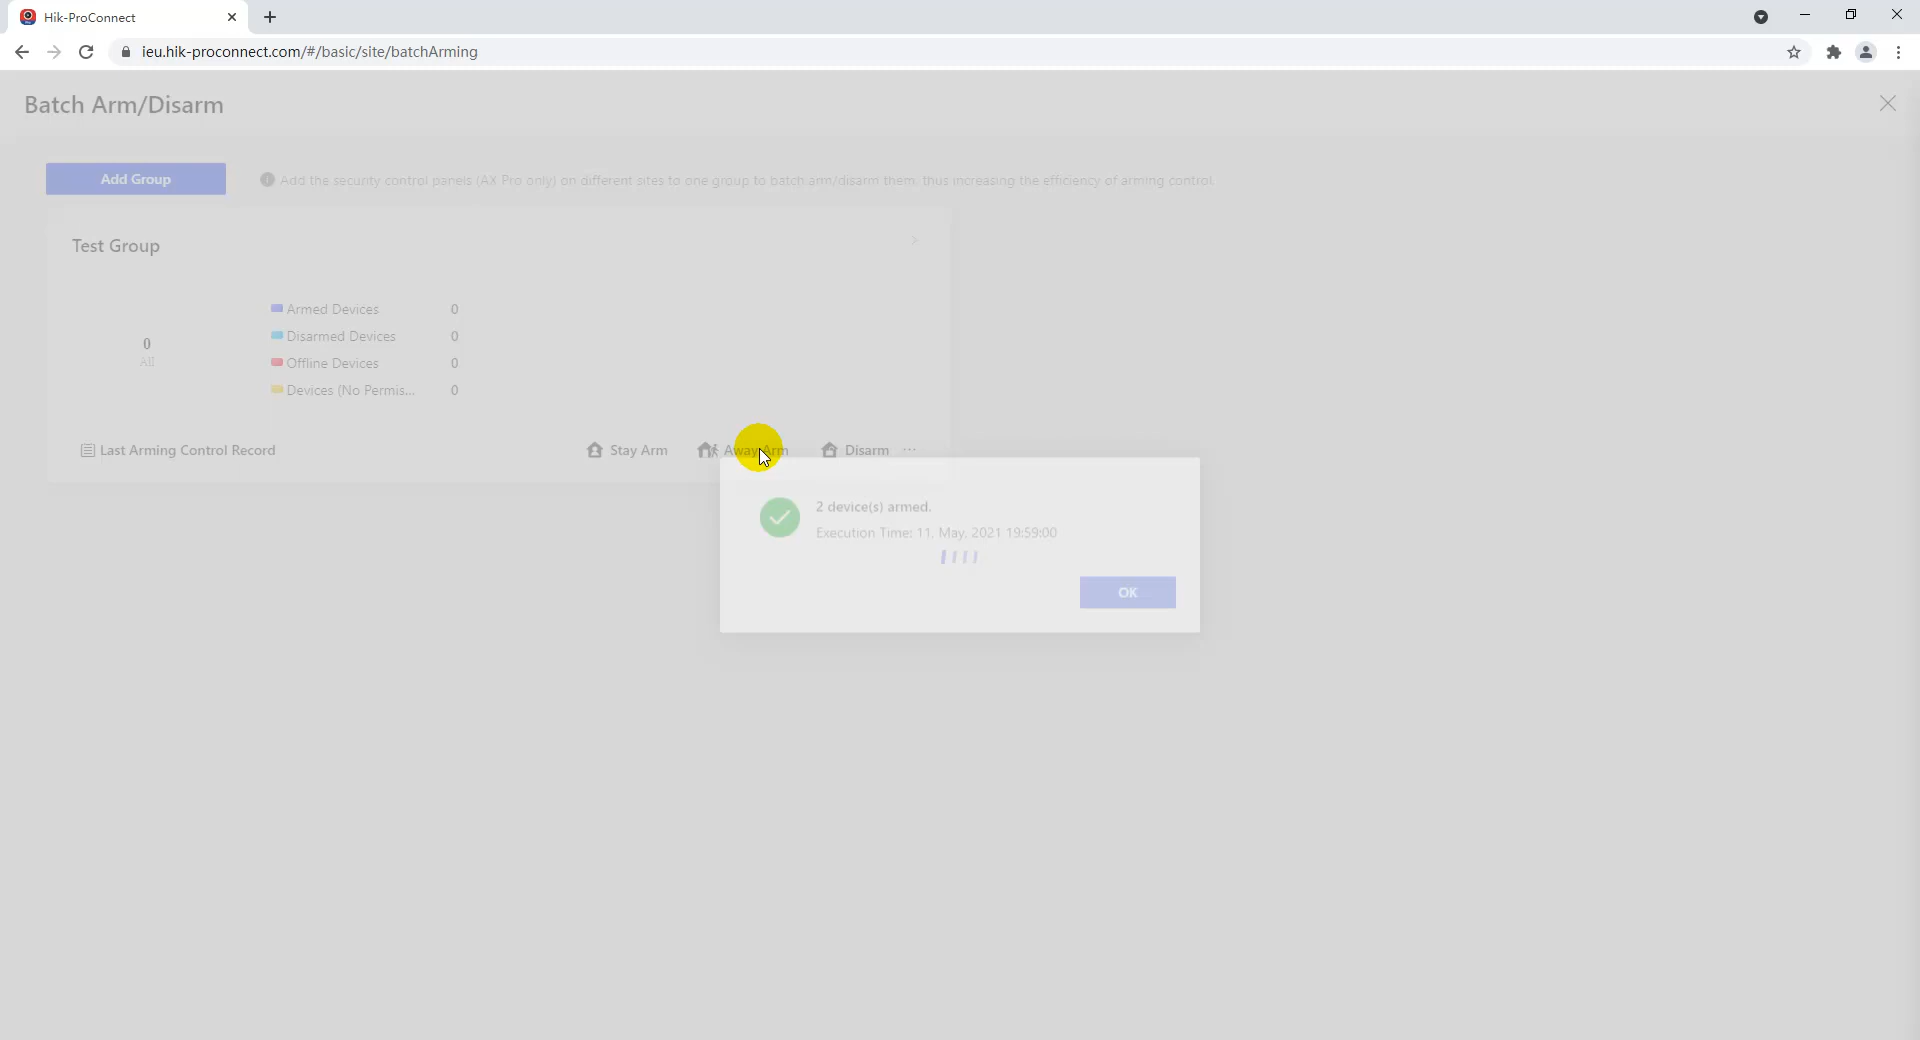 Hik-ProConnect
ieu.hik-proconnect.com/#/basic/site/batchArming
Batch Arm/Disarm
Add Group
Add the security control panels (AX Pro only) on different sites to one group to batch arm/disarm them, thus increasing the efficiency of arming control.
Test Group
Armed Devices 0
Disarmed Devices 0
0
All
Offline Devices 0
Devices (No Permis... 0
Last Arming Control Record
Stay Arm
Away Arm
Disarm ...
2 device(s) armed.
Execution Time: 11, May, 2021 19:59:00
OK